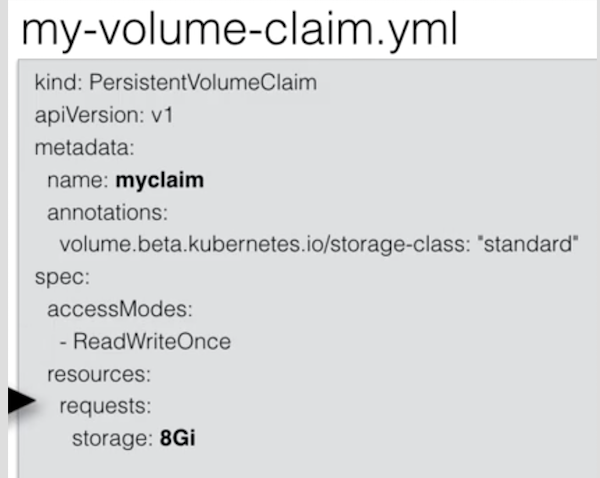 my-volume-claim.yml
kind: PersistentVolumeClaim
apiVersion: v1
metadata:
name: myclaim
annotations:
volume.beta.kubernetes.io/storage-class: "standard"
spec:
accessModes:
- ReadWriteOnce
resources:
requests:
storage: 8Gi